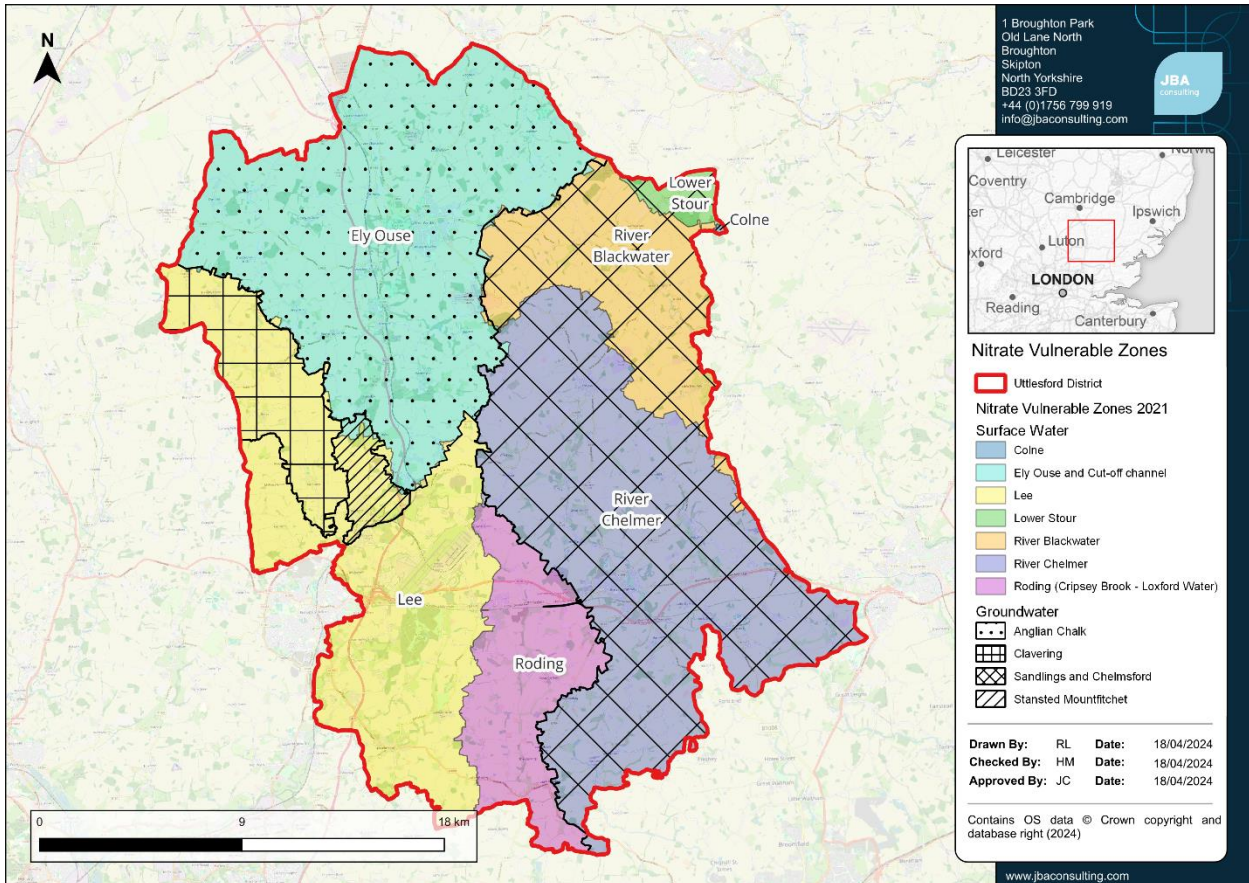 N
Ely Ouse
Lower
Stour
Colne
River
Blackwater
River
Chelmer
Lee
Roding
0
9
18 km
1 Broughton Park
Old Lane North
Broughton
Skipton
North Yorkshire
BD23 3FD
+44 (0)1756 799 919
info@jbaconsulting.com
JBA
consulting
Leicester
Coventry
Cambridge
Ipswich
Luton
LONDON
Reading
Canterbury
Nitrate Vulnerable Zones
Uttlesford District
Nitrate Vulnerable Zones 2021
Surface Water
Colne
Ely Ouse and Cut-off channel
Lee
Lower Stour
River Blackwater
River Chelmer
Roding (Cripsey Brook - Loxford Water)
Groundwater
Anglian Chalk
Clavering
Sandlings and Chelmsford
Stansted Mountfitchet
Drawn By: RL Date: 18/04/2024
Checked By: HM Date: 18/04/2024
Approved By: JC Date: 18/04/2024
Contains OS data © Crown copyright and
database right (2024)
www.jbaconsulting.com